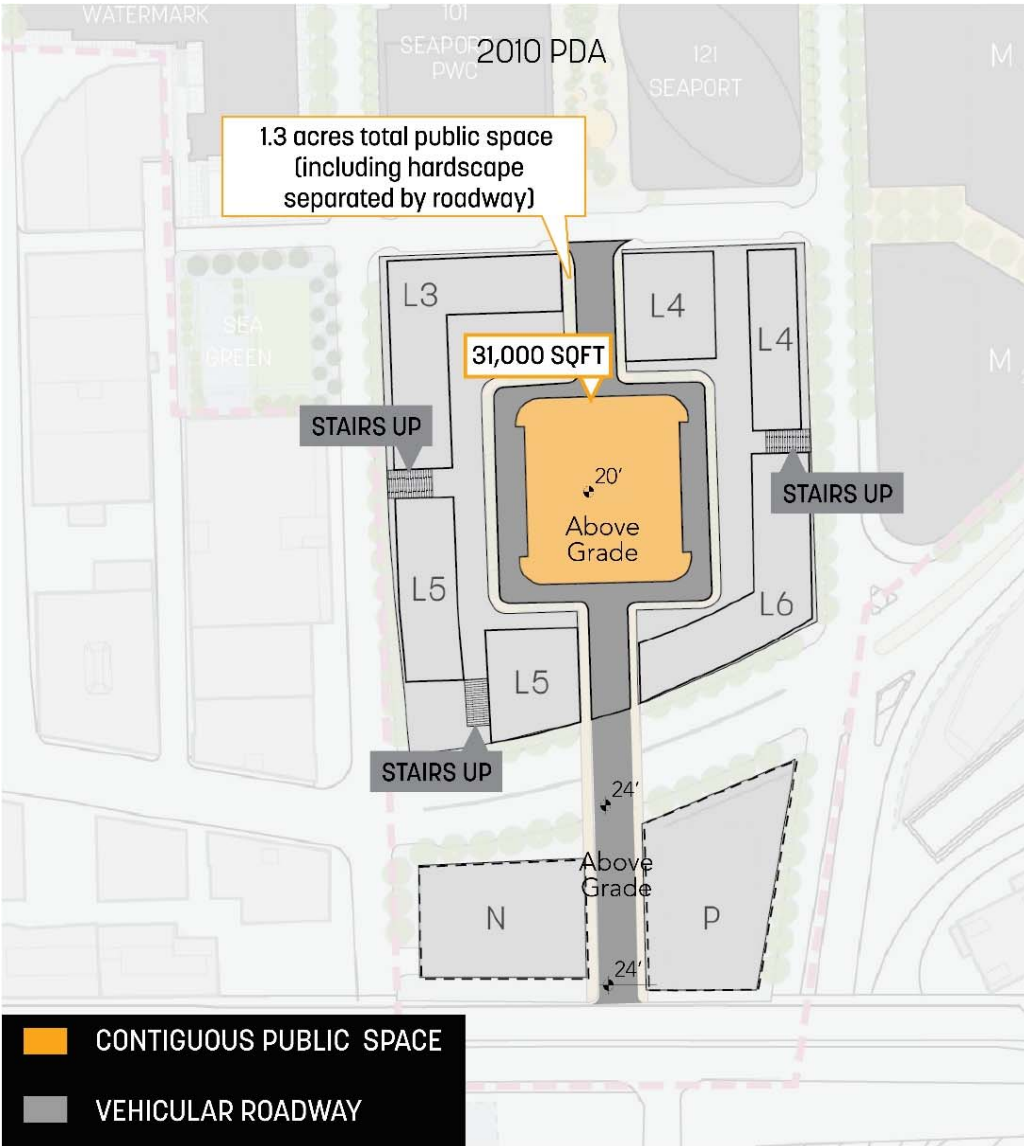 WATERMARK
101
SEAPORT
PWC
2010 PDA
121
SEAPORT
M
1.3 acres total public space
(including hardscape
separated by roadway)
L3
L4
L4
SEA
GREEN
31,000 SQFT
M
STAIRS UP
20'
STAIRS UP
Above
Grade
L5
L6
L5
STAIRS UP
24'
Above
Grade
N
P
24'
CONTIGUOUS PUBLIC SPACE
VEHICULAR ROADWAY